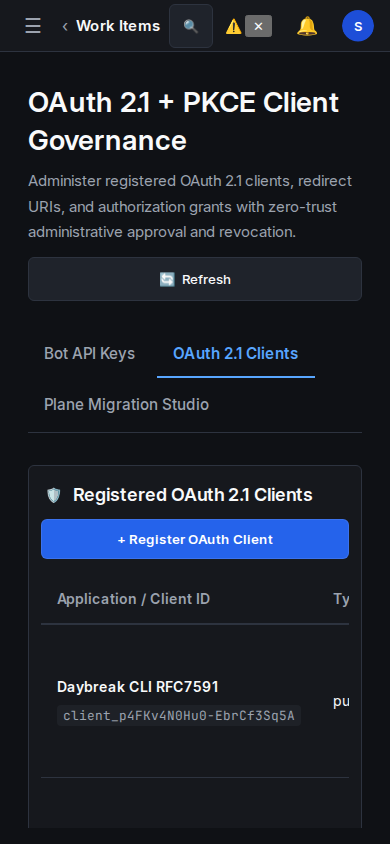 ‹ Work Items
S
OAuth 2.1 + PKCE Client
Governance
Administer registered OAuth 2.1 clients, redirect
URIs, and authorization grants with zero-trust
administrative approval and revocation.
Refresh
Bot API Keys
OAuth 2.1 Clients
Plane Migration Studio
Registered OAuth 2.1 Clients
+ Register OAuth Client
Application / Client ID
Ty
Daybreak CLI RFC7591
pu
client_p4FKv4N0Hu0-EbrCf3Sq5A